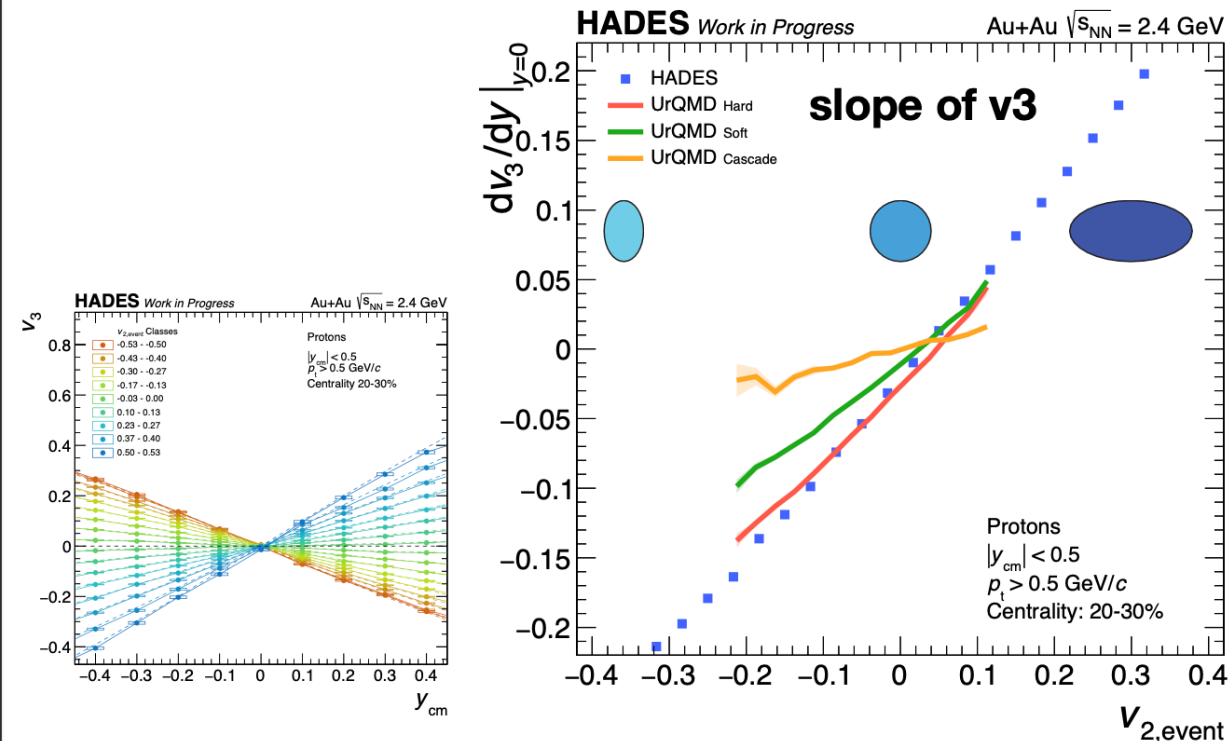 HADES Work in Progress Au+Au √sNN = 2.4 GeV
v3
v2,event Classes
-0.53 - -0.50
-0.43 - -0.40
-0.30 - -0.27
-0.17 - -0.13
-0.03 - 0.00
0.10 - 0.13
0.23 - 0.27
0.37 - 0.40
0.50 - 0.53
Protons
|ycm| < 0.5
pt > 0.5 GeV/c
Centrality 20-30%
0.8
0.6
0.4
0.2
0
−0.2
−0.4
−0.4 −0.3 −0.2 −0.1 0 0.1 0.2 0.3 0.4
ycm
HADES Work in Progress Au+Au √sNN = 2.4 GeV
dv3/dy|y=0
HADES
UrQMD Hard
UrQMD Soft
UrQMD Cascade
slope of v3
0.2
0.15
0.1
0.05
0
−0.05
−0.1
−0.15
−0.2
Protons
|ycm| < 0.5
pt > 0.5 GeV/c
Centrality: 20-30%
−0.4 −0.3 −0.2 −0.1 0 0.1 0.2 0.3 0.4
V2,event